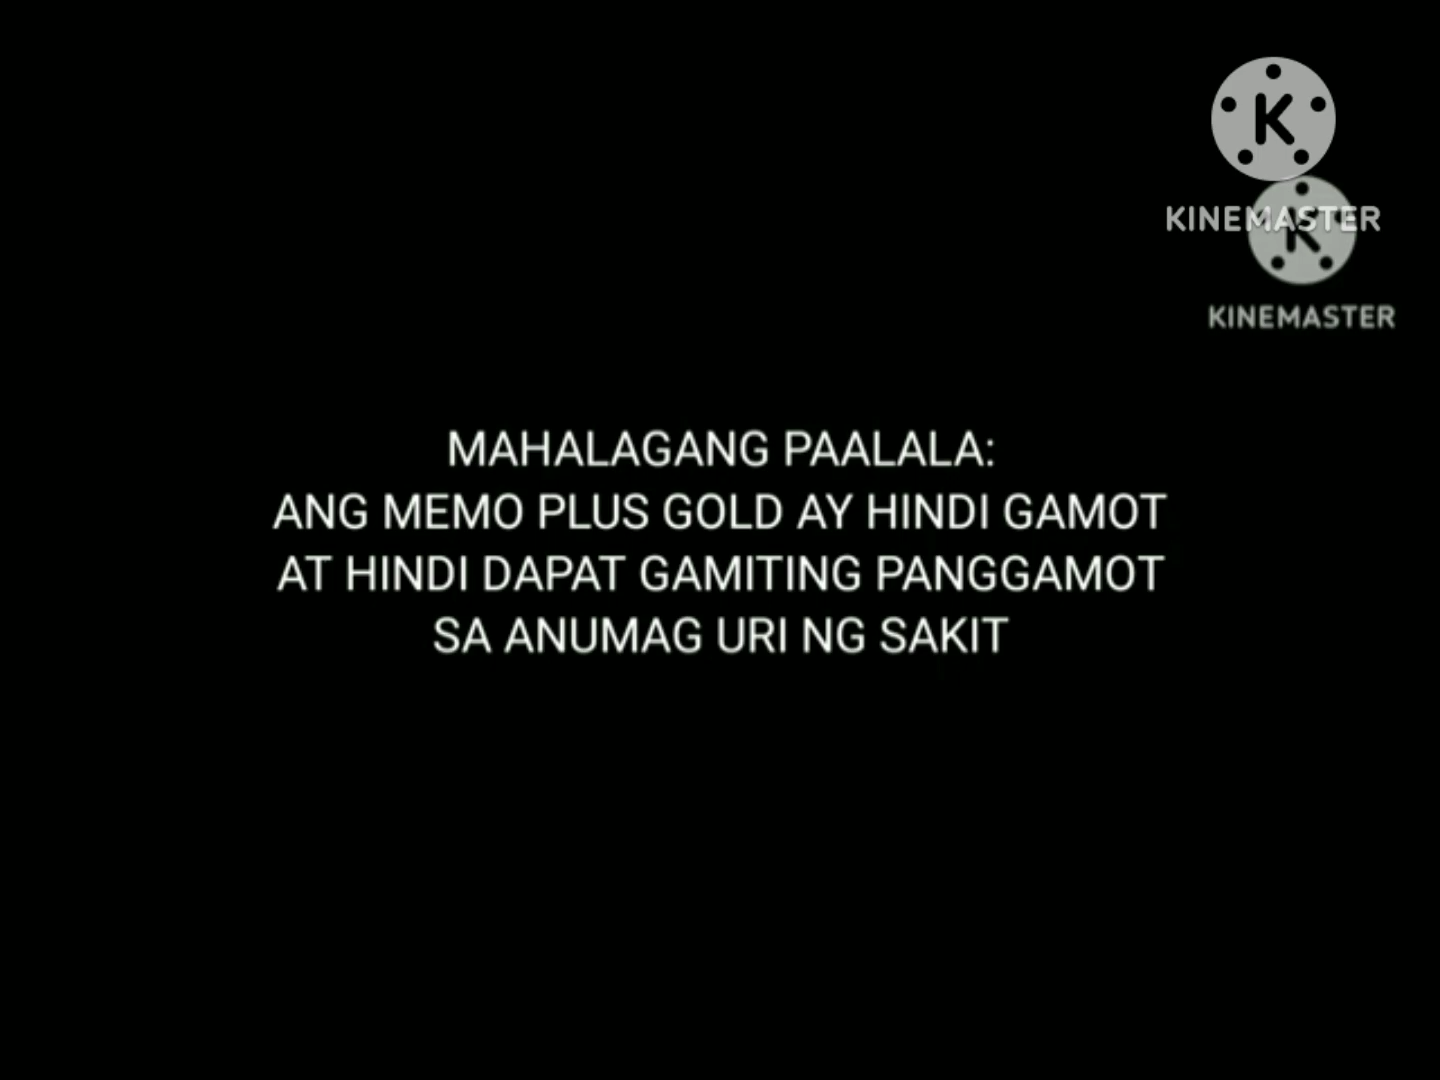 K
KINEMASTER
K
KINEMASTER
MAHALAGANG PAALALA:
ANG MEMO PLUS GOLD AY HINDI GAMOT
AT HINDI DAPAT GAMITING PANGGAMOT
SA ANUMAG URI NG SAKIT